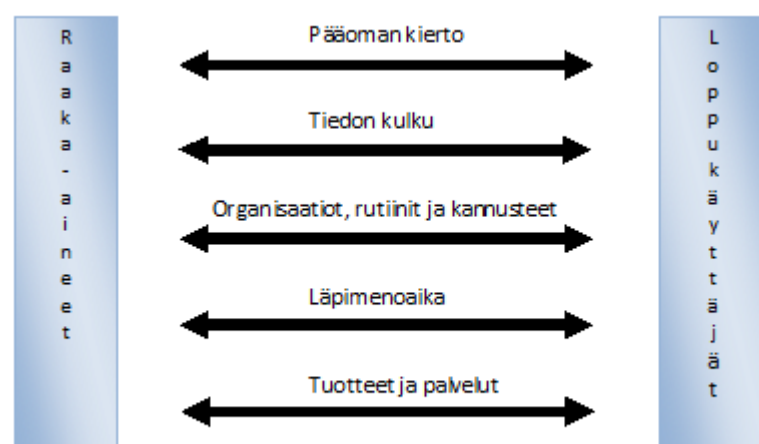 Raaka-aineet
Pääoman kierto
Tiedon kulku
Organisaatiot, rutiinit ja kannusteet
Läpimenoaika
Tuotteet ja palvelut
Loppukäyttäjät